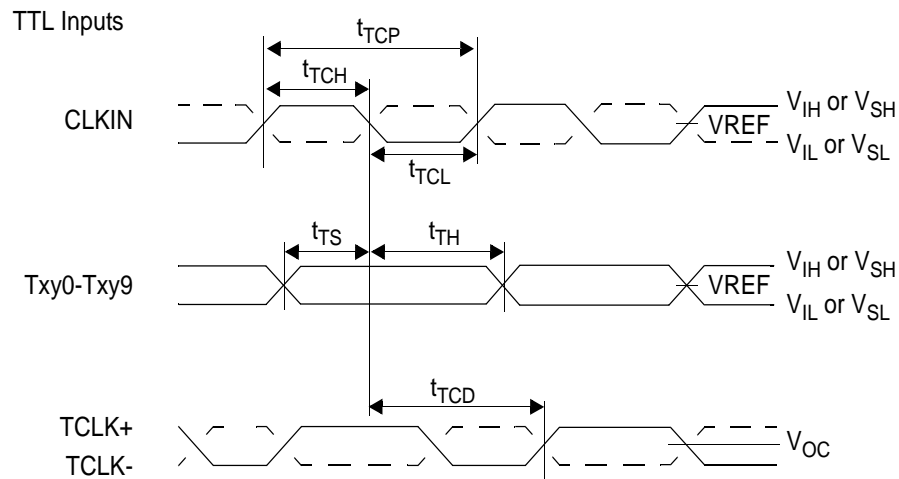 TTL Inputs
tTCP
tTCH
CLKIN
VIH or VSH
VREF
VIL or VSL
tTCL
tTS
tTH
Txy0-Txy9
VIH or VSH
VREF
VIL or VSL
tTCD
TCLK+
TCLK-
VOC